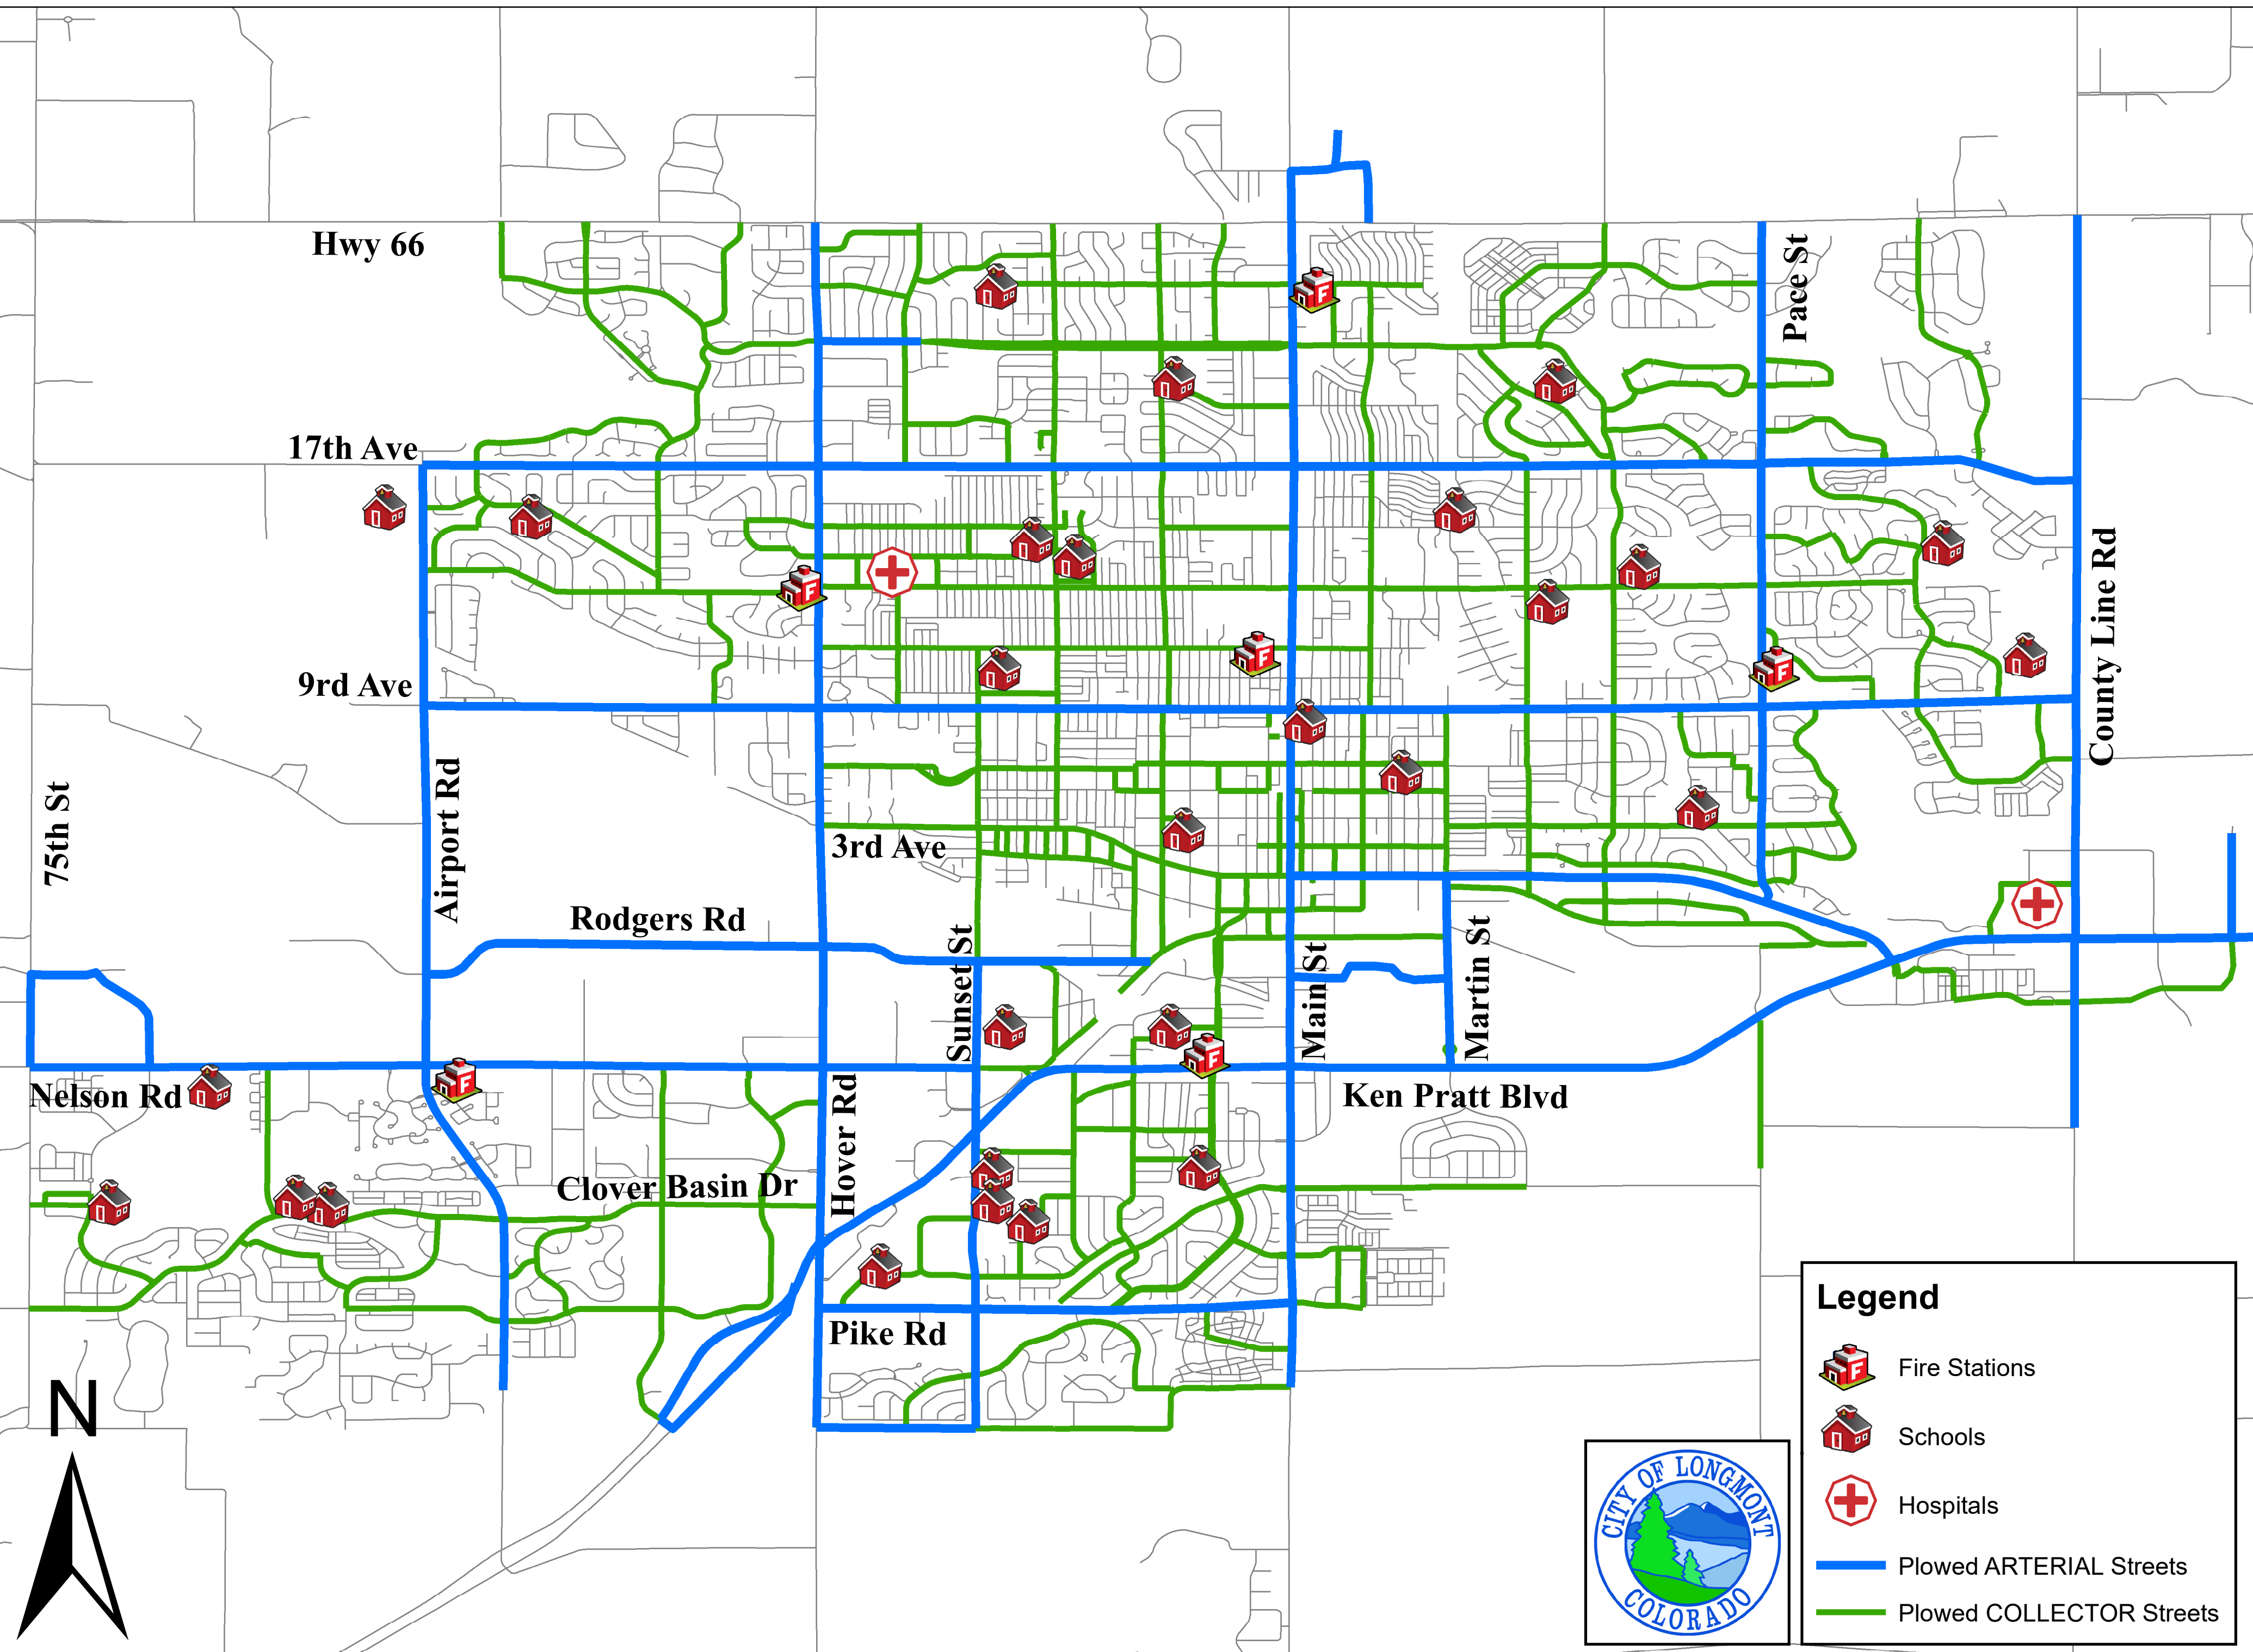 Hwy 66
Pace St
17th Ave
County Line Rd
9rd Ave
75th St
Airport Rd
3rd Ave
Rodgers Rd
Sunset St
Main St
Martin St
Nelson Rd
Hover Rd
Ken Pratt Blvd
Clover Basin Dr
Pike Rd
N
F
F
F
F
F
F
Legend
F
Fire Stations
Schools
Hospitals
Plowed ARTERIAL Streets
Plowed COLLECTOR Streets
CITY OF LONGMONT
COLORADO